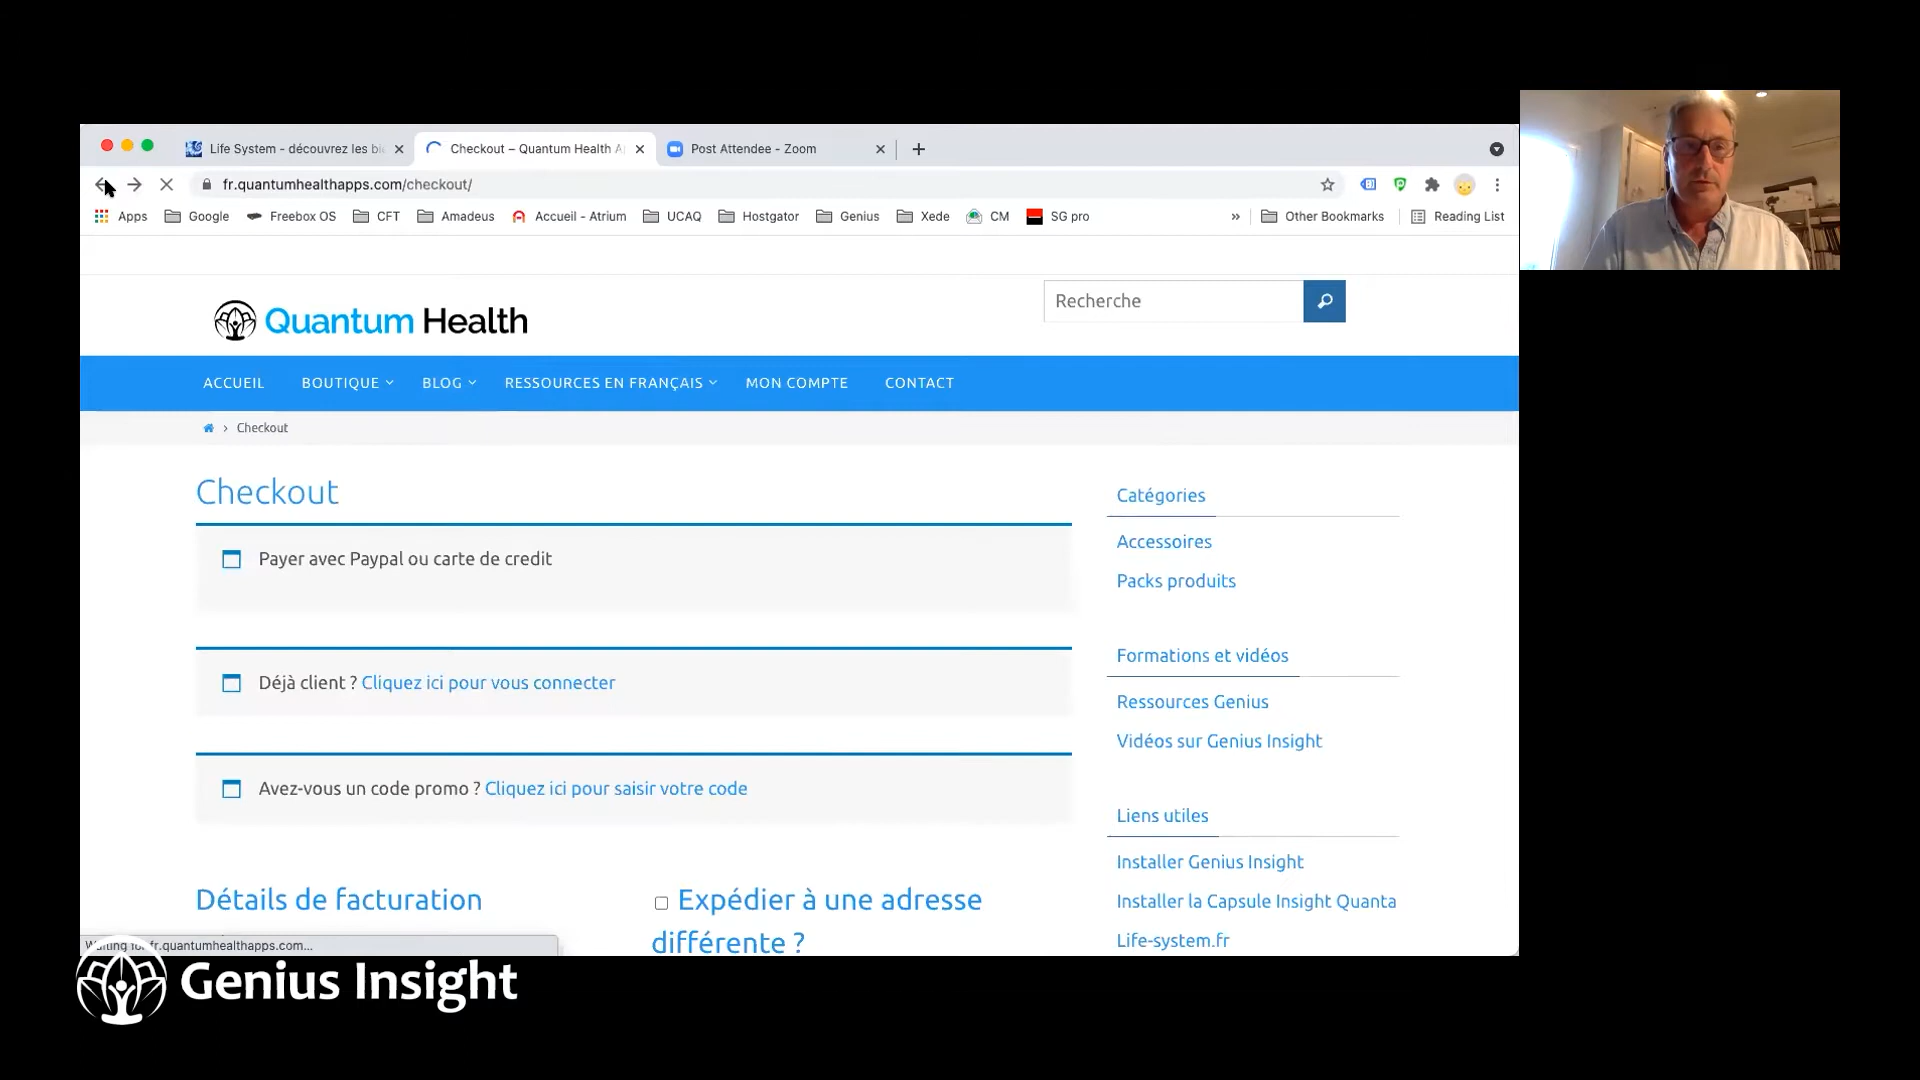 Life System - découvrez les bi
Checkout – Quantum Health A
Post Attendee - Zoom
fr.quantumhealthapps.com/checkout/
Apps
Google
Freebox OS
CFT
Amadeus
Accueil - Atrium
UCAQ
Hostgator
Genius
Xede
CM
SG pro
»
Other Bookmarks
Reading List
Quantum Health
Recherche
ACCUEIL
BOUTIQUE
BLOG
RESSOURCES EN FRANÇAIS
MON COMPTE
CONTACT
Checkout
Checkout
Payer avec Paypal ou carte de credit
Déjà client ? Cliquez ici pour vous connecter
Avez-vous un code promo ? Cliquez ici pour saisir votre code
Détails de facturation
Expédier à une adresse
différente ?
Catégories
Accessoires
Packs produits
Formations et vidéos
Ressources Genius
Vidéos sur Genius Insight
Liens utiles
Installer Genius Insight
Installer la Capsule Insight Quanta
Life-system.fr
Waiting for fr.quantumhealthapps.com...
Genius Insight